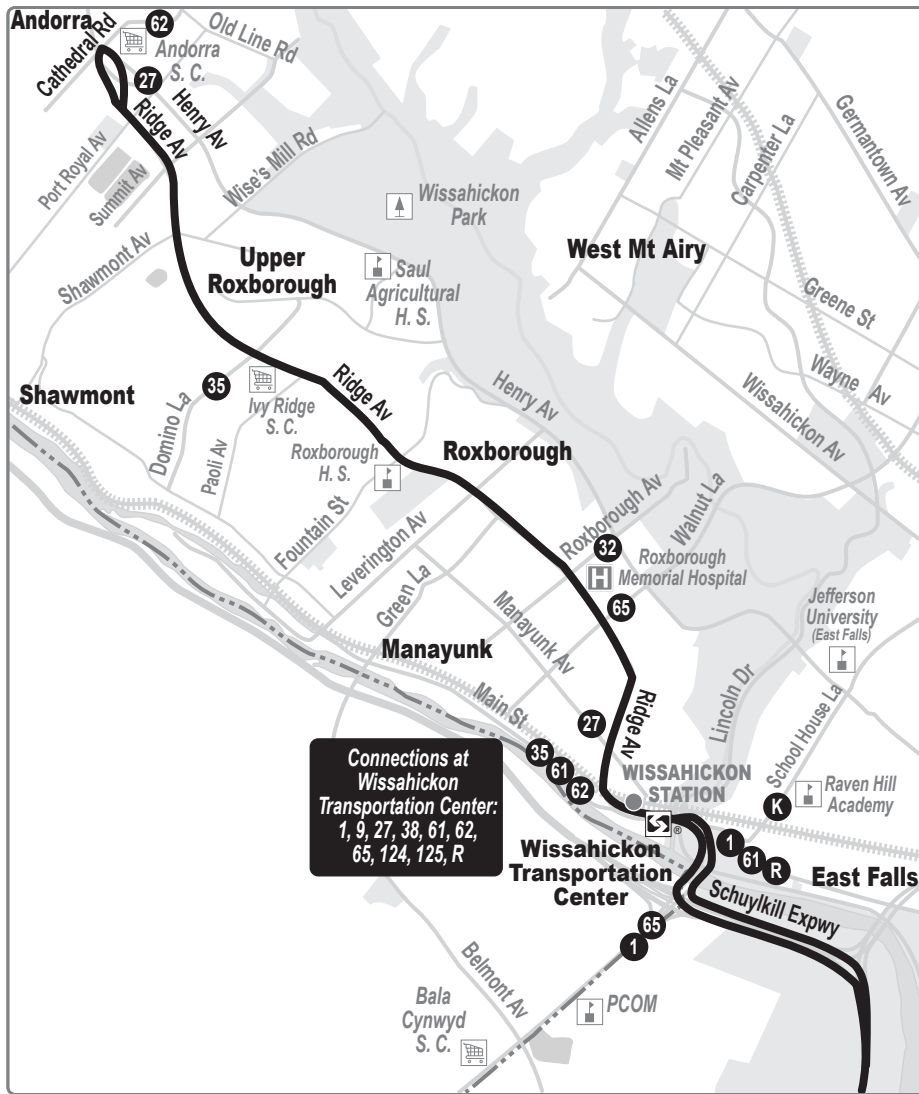 Andorra
62
Old Line Rd
Cathedral Rd
Andorra
S. C.
27
Henry Av
Ridge Av
Port Royal Av
Summit Av
Wise's Mill Rd
Shawmont Av
Allens La
Mt Pleasant Av
Carpenter La
Germantown Av
Wissahickon
Park
West Mt Airy
Upper
Roxborough
Saul
Agricultural
H. S.
Greene St
Wayne Av
Wissahickon Av
Shawmont
35
Ivy Ridge
S. C.
Ridge Av
Henry Av
Domino La
Paoli Av
Roxborough
H. S.
Roxborough
Fountain St
Leverington Av
Green La
Roxborough Av
Walnut La
32
H
Roxborough
Memorial Hospital
65
Jefferson
University
(East Falls)
Manayunk Av
Manayunk
Main St
Lincoln Dr
School House La
27
Ridge Av
35
61
62
Connections at
Wissahickon
Transportation Center:
1, 9, 27, 38, 61, 62,
65, 124, 125, R
WISSAHICKON
STATION
K
Raven Hill
Academy
®
1
61
R
East Falls
Wissahickon
Transportation
Center
Schuylkill Expwy
65
1
Belmont Av
PCOM
Bala
Cynwyd
S. C.